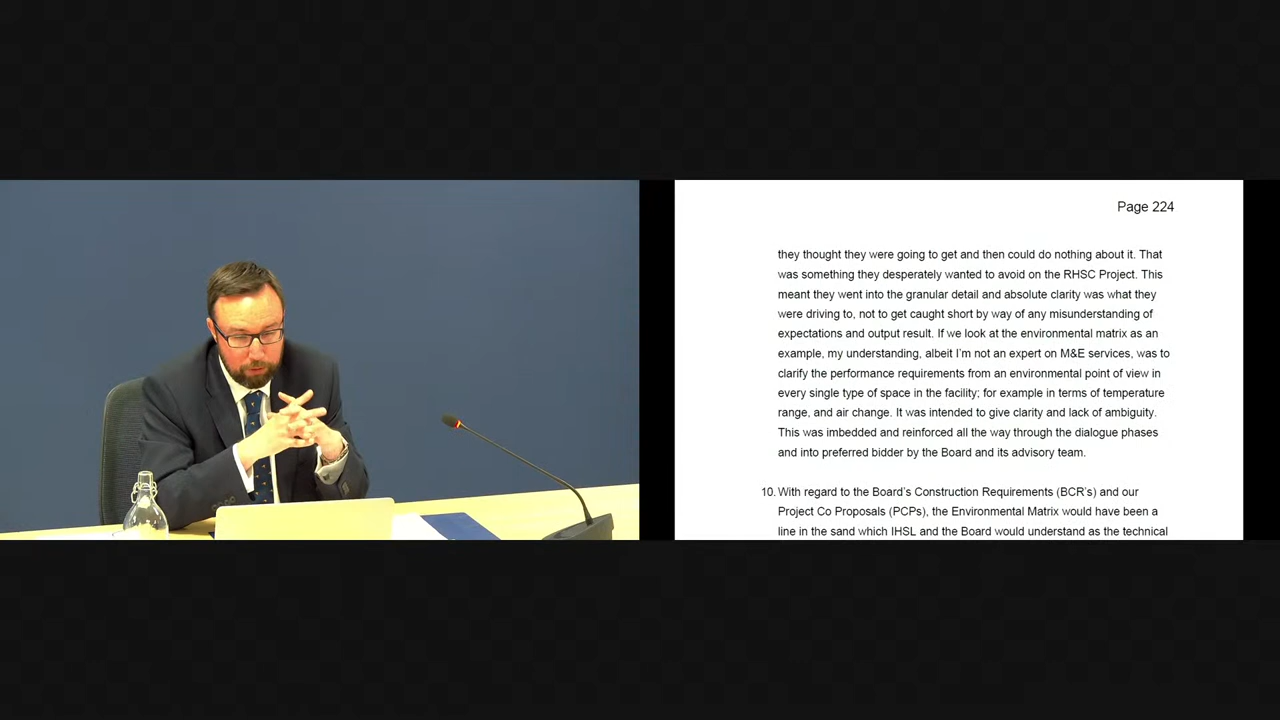 Page 224
they thought they were going to get and then could do nothing about it. That
was something they desperately wanted to avoid on the RHSC Project. This
meant they went into the granular detail and absolute clarity was what they
were driving to, not to get caught short by way of any misunderstanding of
expectations and output result. If we look at the environmental matrix as an
example, my understanding, albeit I'm not an expert on M&E services, was to
clarify the performance requirements from an environmental point of view in
every single type of space in the facility; for example in terms of temperature
range, and air change. It was intended to give clarity and lack of ambiguity.
This was imbedded and reinforced all the way through the dialogue phases
and into preferred bidder by the Board and its advisory team.
10. With regard to the Board's Construction Requirements (BCR's) and our
Project Co Proposals (PCPs), the Environmental Matrix would have been a
line in the sand which IHSL and the Board would understand as the technical